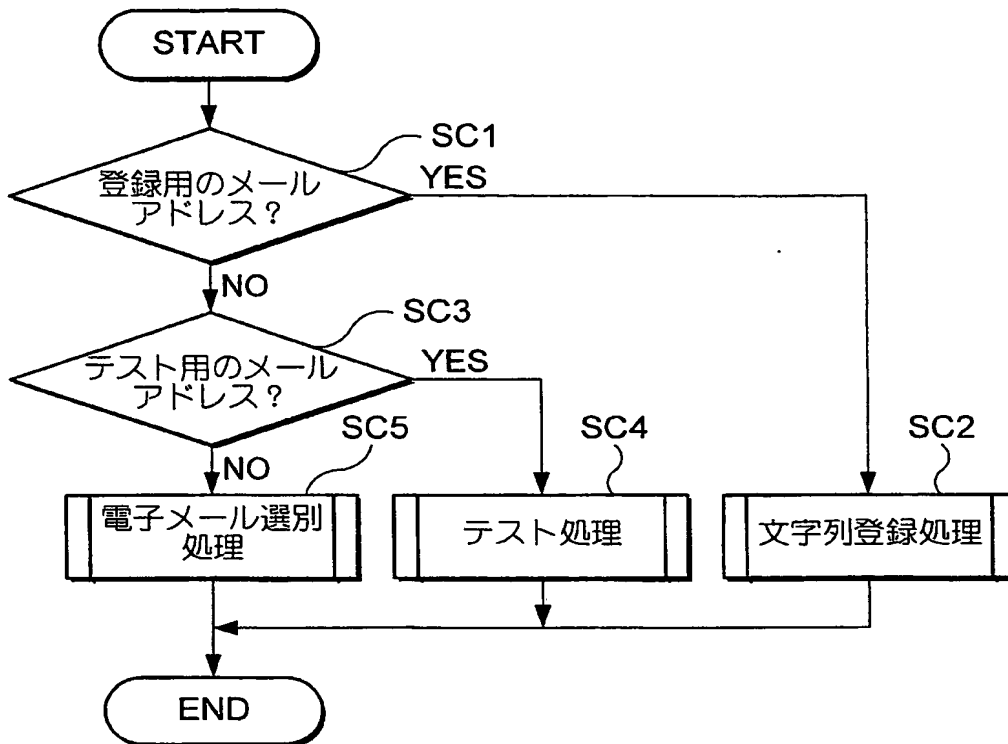 START
SC1
登録用のメール
アドレス？
YES
NO
SC3
テスト用のメール
アドレス？
YES
NO
SC5
SC4
SC2
電子メール選別
処理
テスト処理
文字列登録処理
END